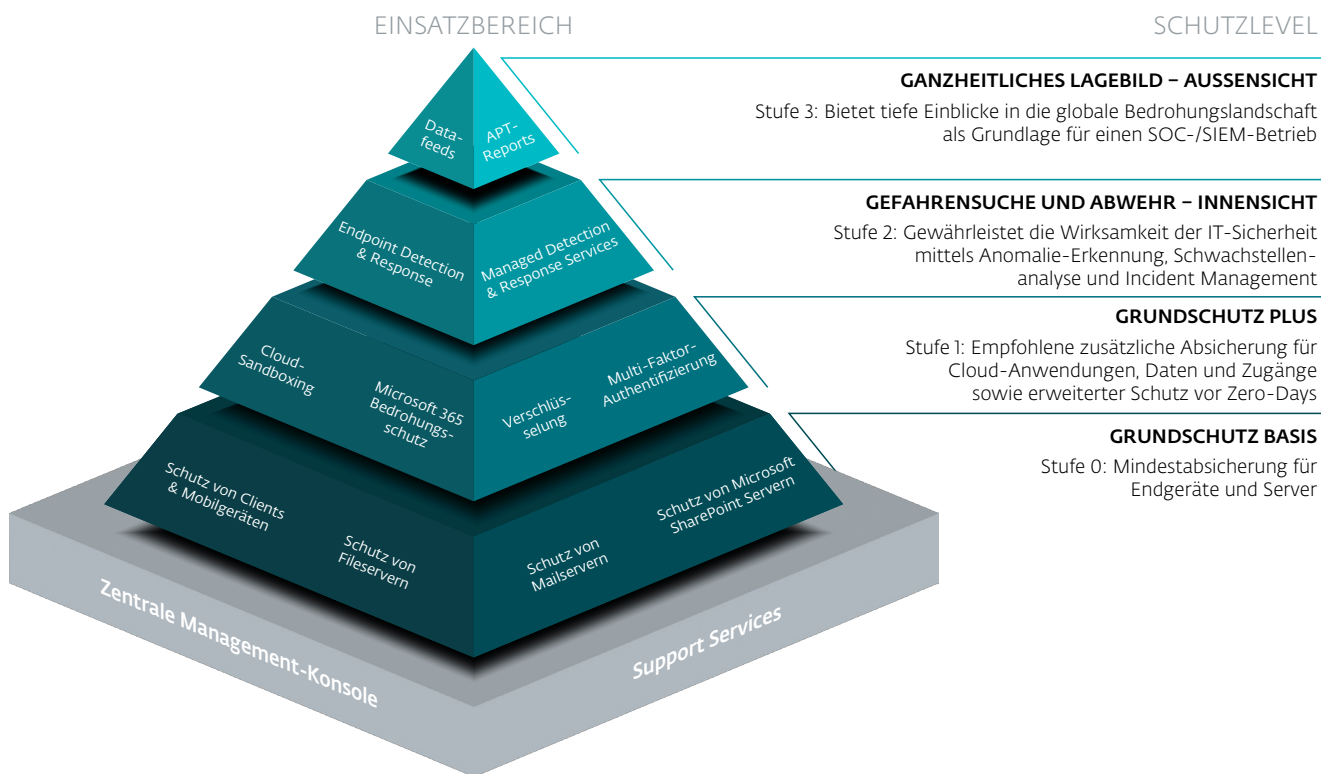 EINSATZBEREICH
SCHUTZLEVEL
Data-
feeds
APT-
Reports
GANZHEITLICHES LAGEBILD – AUSSENSICHT
Stufe 3: Bietet tiefe Einblicke in die globale Bedrohungslandschaft
als Grundlage für einen SOC-/SIEM-Betrieb
Endpoint Detection
& Response
Managed Detection
& Response Services
GEFAHRENSUCHE UND ABWEHR – INNENSICHT
Stufe 2: Gewährleistet die Wirksamkeit der IT-Sicherheit
mittels Anomalie-Erkennung, Schwachstellen-
analyse und Incident Management
Cloud-
Sandboxing
Microsoft 365
Bedrohungs-
schutz
Verschlüs-
selung
Multi-Faktor-
Authentifizierung
GRUNDSCHUTZ PLUS
Stufe 1: Empfohlene zusätzliche Absicherung für
Cloud-Anwendungen, Daten und Zugänge
sowie erweiterter Schutz vor Zero-Days
Schutz von Clients
& Mobilgeräten
Schutz von
Fileservern
Schutz von
Mailservern
Schutz von Microsoft
SharePoint Servern
GRUNDSCHUTZ BASIS
Stufe 0: Mindestabsicherung für
Endgeräte und Server
Zentrale Management-Konsole
Support Services